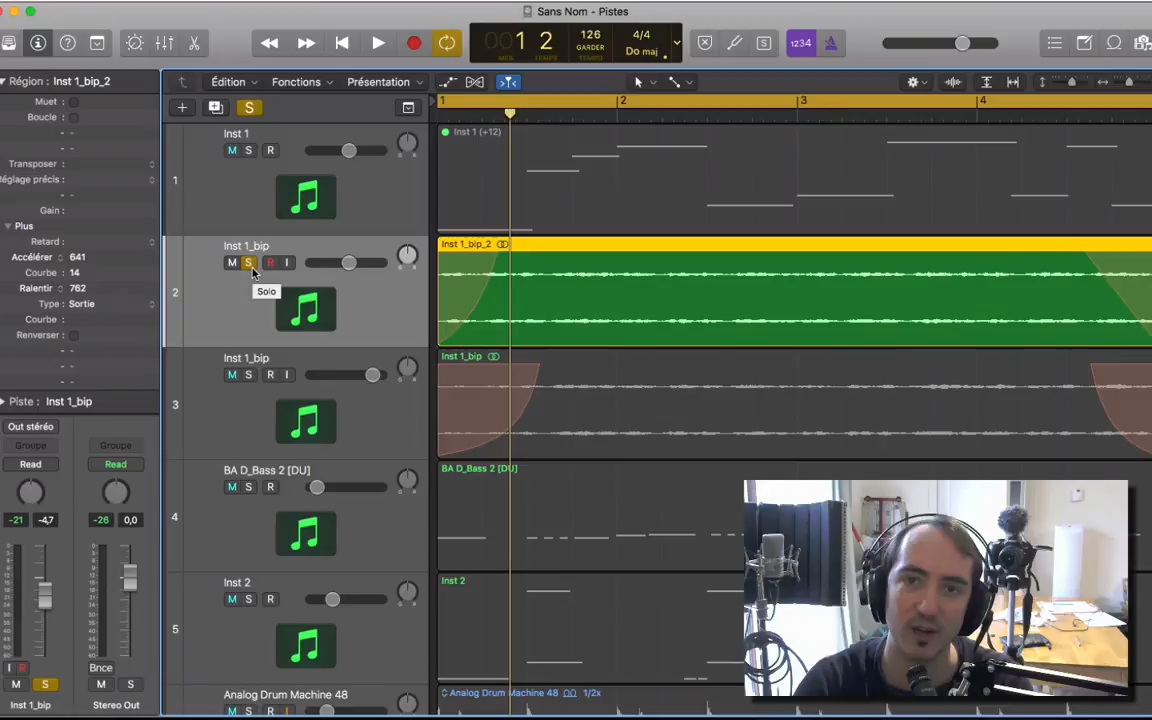 Sans Nom - Pistes
1 2
126
GARDER
TEMPO
4/4
Do maj
S
1234
Région: Inst 1_bip_2
Muet :
Boucle :
Transposer :
Réglage précis :
Gain :
Plus
Retard :
Accélérer 641
Courbe : 14
Ralentir 762
Type : Sortie
Courbe :
Renverser :
Piste : Inst 1_bip
Out stéréo
Groupe
Groupe
Read
Read
-21 -4,7
-26 0,0
I R
Bnce
M S
M S
Inst 1_bip
Stereo Out
Édition
Fonctions
Présentation
S
1 2 3 4
1
Inst 1
M S R
Inst 1 (+12)
2
Inst 1_bip
M S R I
Solo
Inst 1_bip_2
3
Inst 1_bip
M S R I
Inst 1_bip
4
BA D_Bass 2 [DU]
M S R
BA D_Bass 2 [DU]
5
Inst 2
M S R
Inst 2
Analog Drum Machine 48
M S R I
Analog Drum Machine 48 1/2x